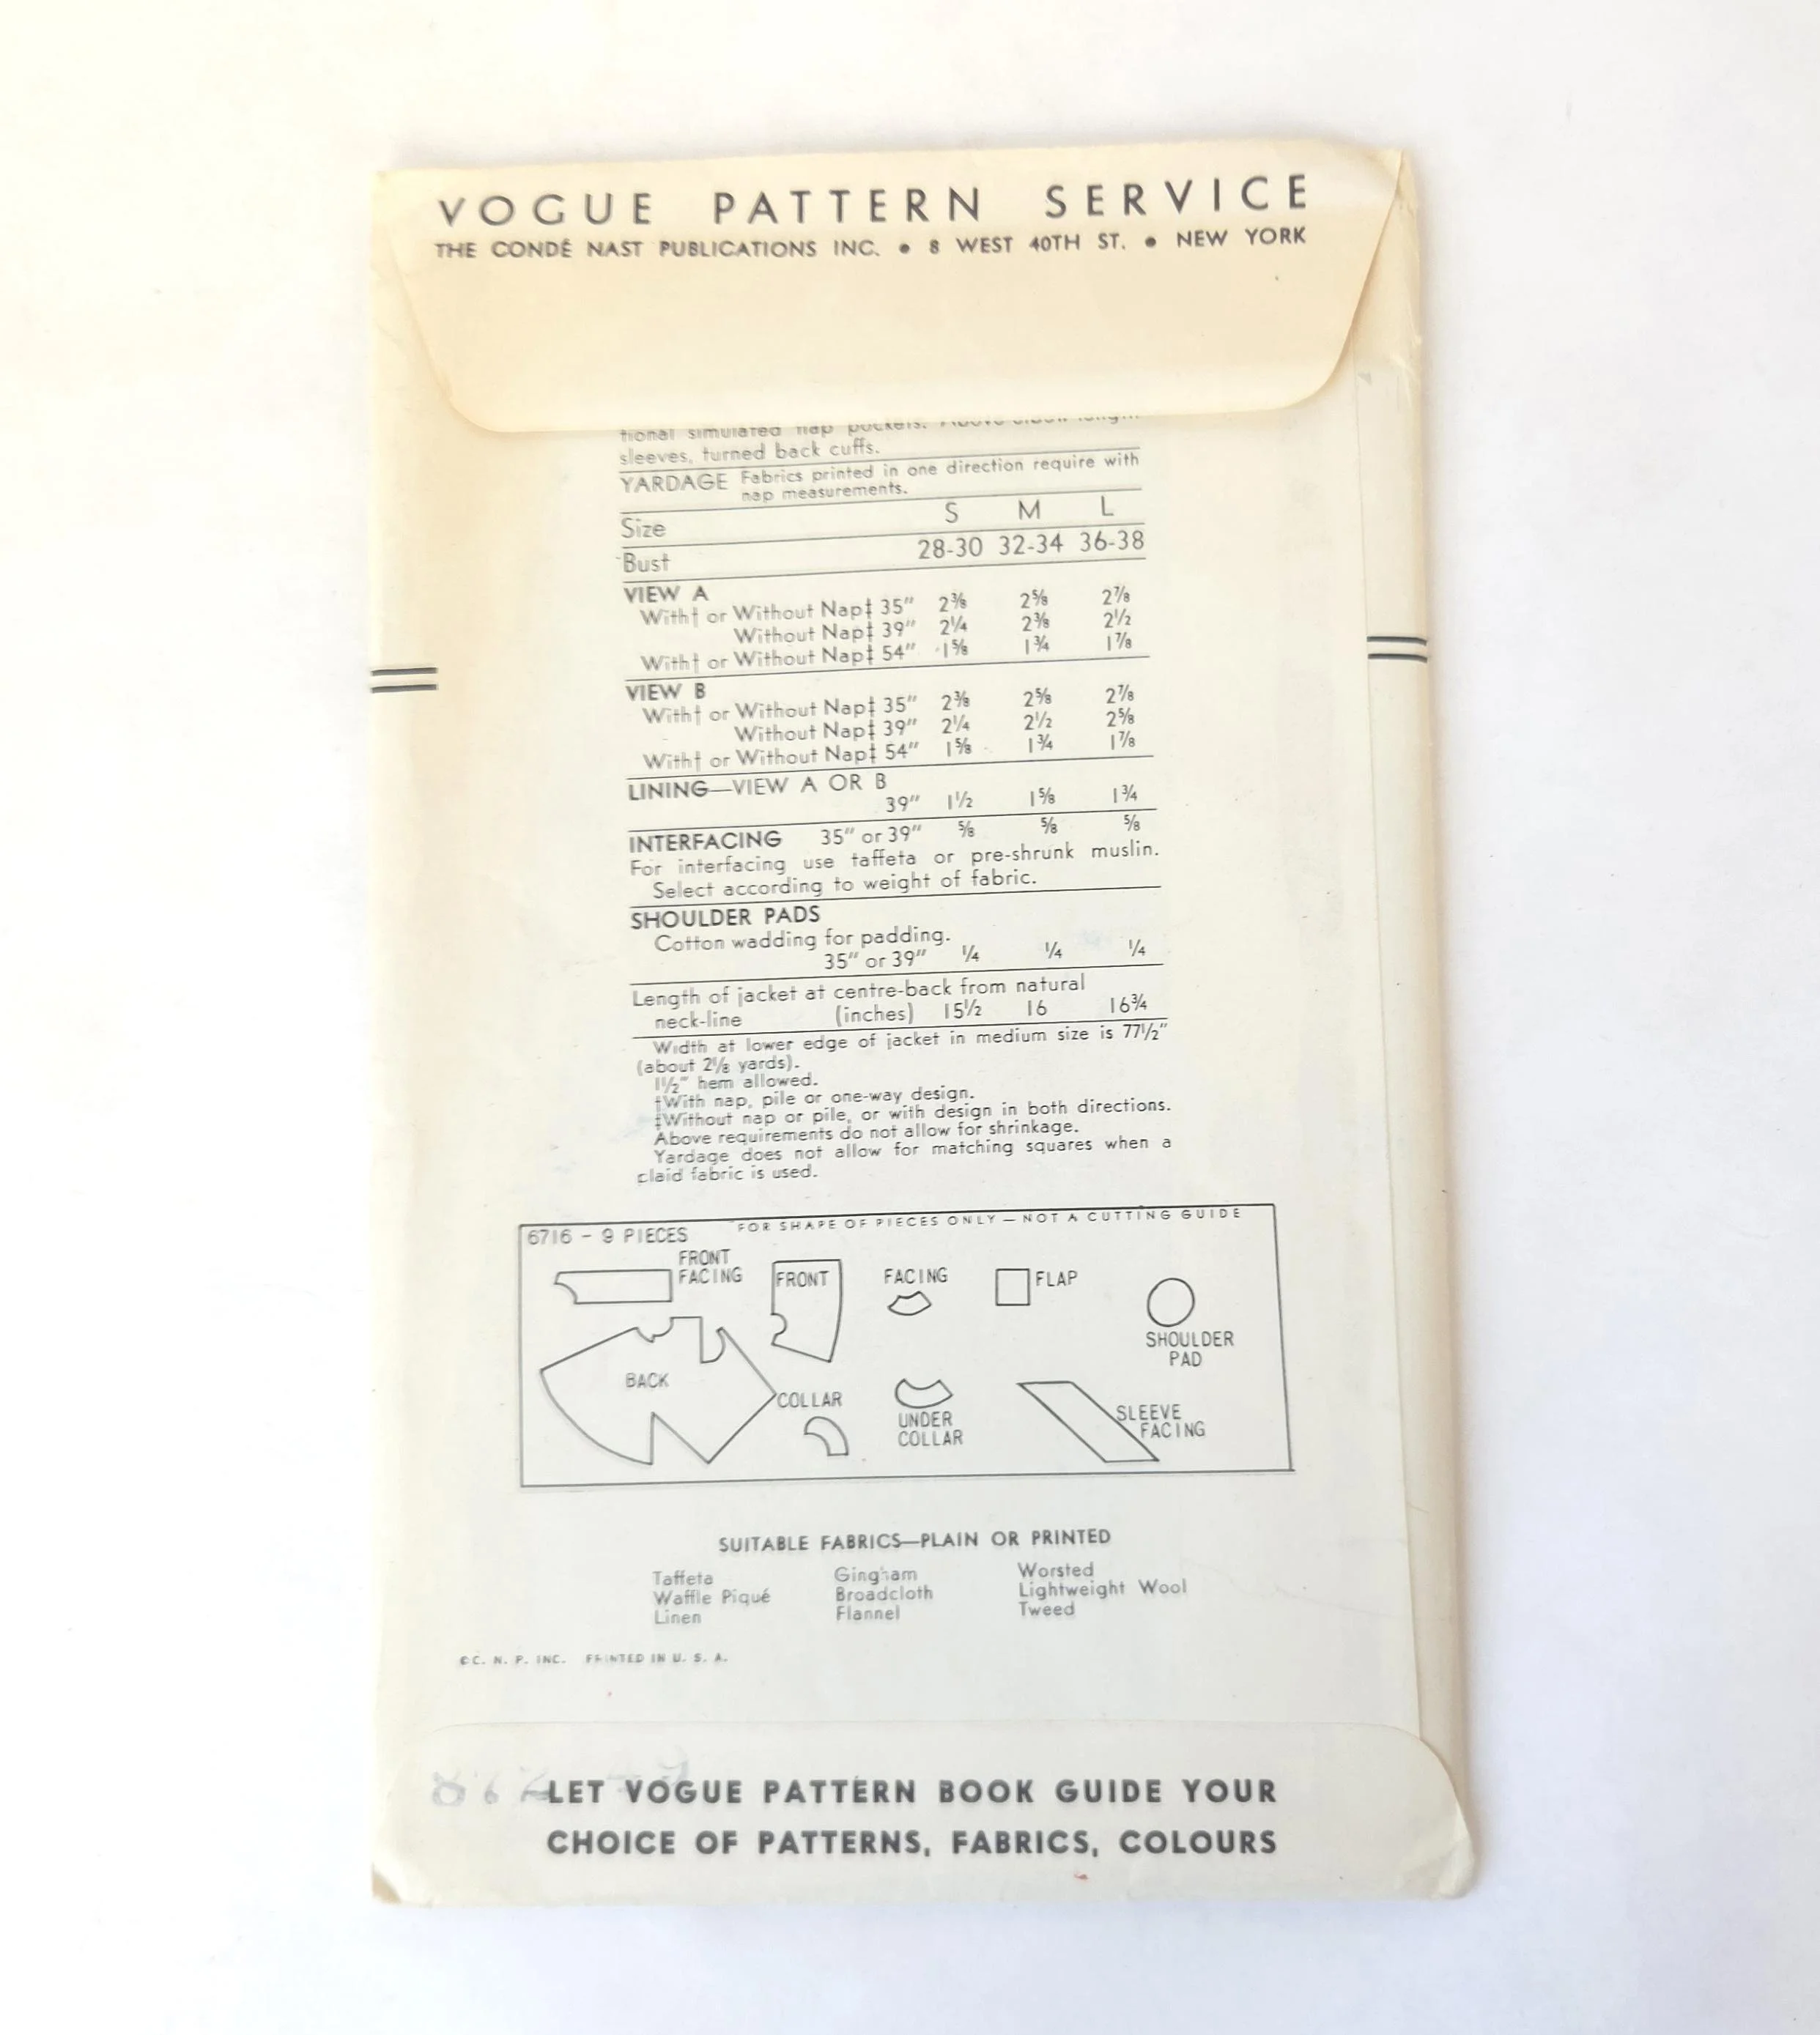 VOGUE PATTERN SERVICE
THE CONDÉ NAST PUBLICATIONS INC. • 8 WEST 40TH ST. • NEW YORK
tional simulated flap pockets. Above elbow length
sleeves, turned back cuffs.
YARDAGE Fabrics printed in one direction require with
nap measurements.
Size S M L
Bust 28-30 32-34 36-38
VIEW A
With† or Without Nap‡ 35" 2⅜ 2⅝ 2⅞
Without Nap‡ 39" 2¼ 2⅜ 2½
With† or Without Nap‡ 54" 1⅝ 1¾ 1⅞
VIEW B
With† or Without Nap‡ 35" 2⅜ 2⅝ 2⅞
Without Nap‡ 39" 2¼ 2½ 2⅝
With† or Without Nap‡ 54" 1⅝ 1¾ 1⅞
LINING—VIEW A OR B
39" 1½ 1⅝ 1¾
INTERFACING 35" or 39" ⅝ ⅝ ⅝
For interfacing use taffeta or pre-shrunk muslin.
Select according to weight of fabric.
SHOULDER PADS
Cotton wadding for padding.
35" or 39" ¼ ¼ ¼
Length of jacket at centre-back from natural
neck-line (inches) 15½ 16 16¾
Width at lower edge of jacket in medium size is 77½"
(about 2⅛ yards).
1½" hem allowed.
†With nap, pile or one-way design.
‡Without nap or pile, or with design in both directions.
Above requirements do not allow for shrinkage.
Yardage does not allow for matching squares when a
plaid fabric is used.
6716 - 9 PIECES FOR SHAPE OF PIECES ONLY — NOT A CUTTING GUIDE
FRONT
FACING
FRONT
FACING
FLAP
SHOULDER
PAD
BACK
COLLAR
UNDER
COLLAR
SLEEVE
FACING
SUITABLE FABRICS—PLAIN OR PRINTED
Taffeta Gingham Worsted
Waffle Piqué Broadcloth Lightweight Wool
Linen Flannel Tweed
©C. N. P. INC. PRINTED IN U. S. A.
LET VOGUE PATTERN BOOK GUIDE YOUR
CHOICE OF PATTERNS, FABRICS, COLOURS